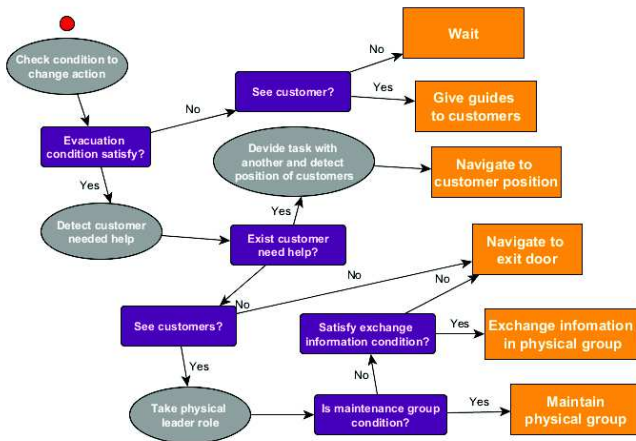 Check condition to
change action
No
Wait
See customer?
Yes
Give guides
to customers
No
Evacuation
condition satisfy?
Devide task with
another and detect
position of customers
Navigate to
customer position
Yes
Yes
Detect customer
needed help
Exist customer
need help?
Navigate to
exit door
No
No
No
See customers?
Satisfy exchange
information condition?
Yes
Exchange infomation
in physical group
Yes
No
Take physical
leader role
Is maintenance group
condition?
Yes
Maintain
physical group